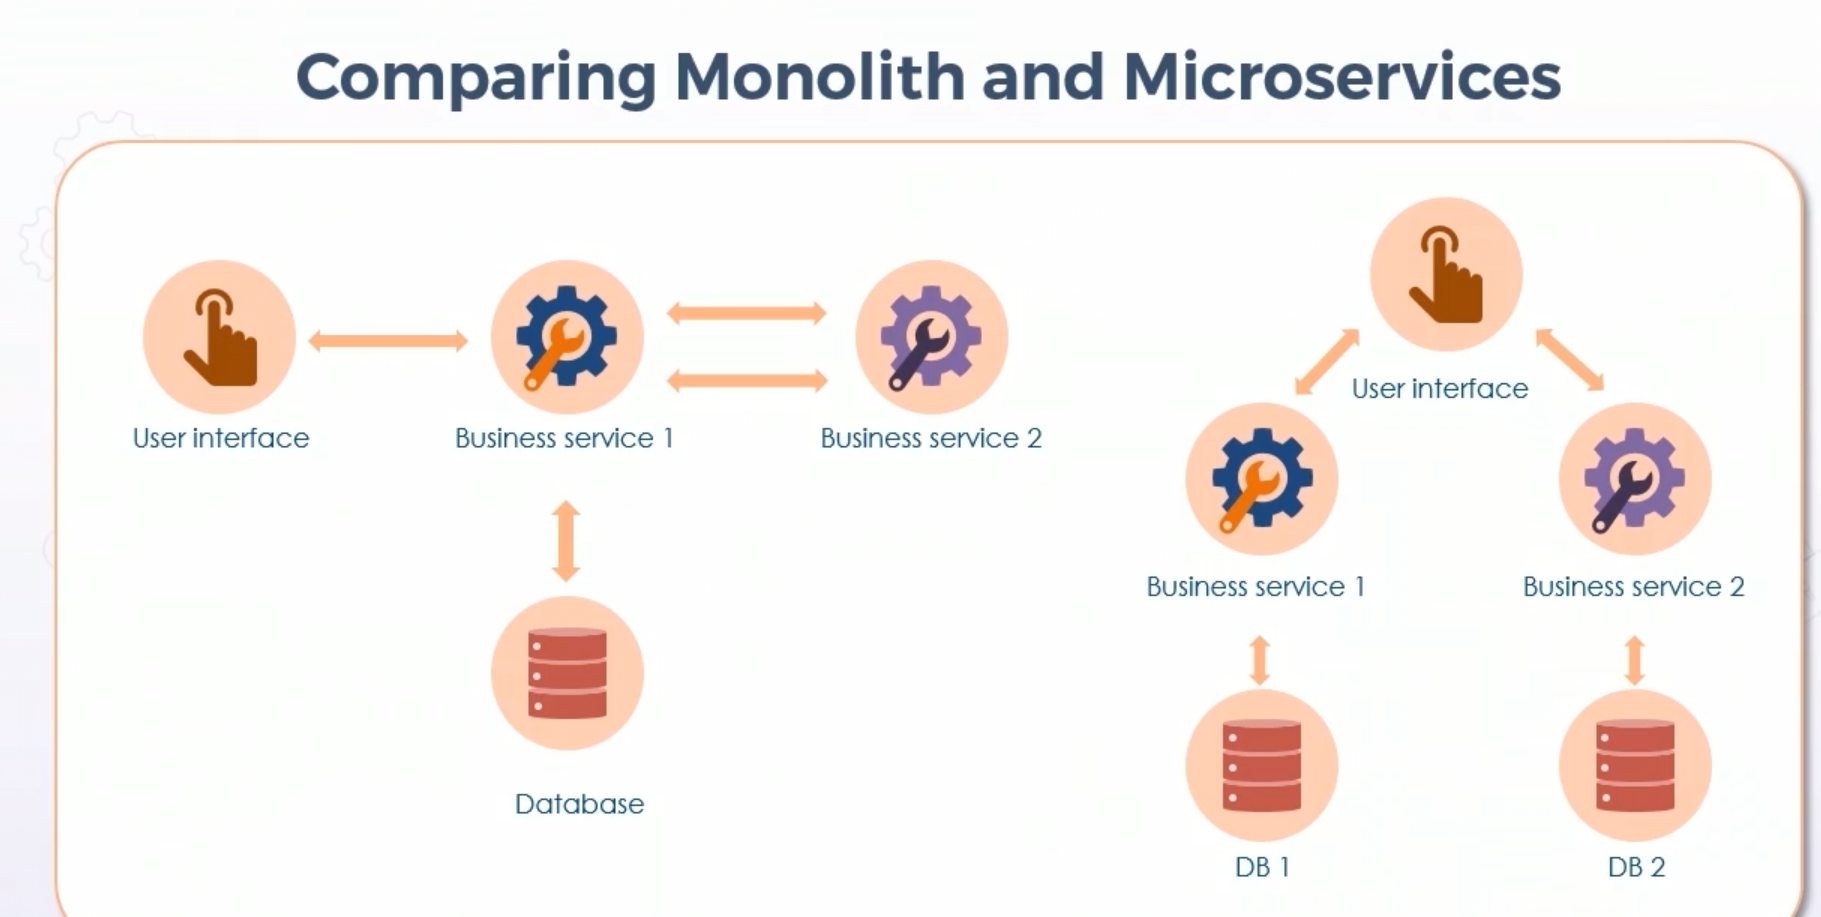 Comparing Monolith and Microservices
User interface
Business service 1
Business service 2
Database
User interface
Business service 1
Business service 2
DB 1
DB 2